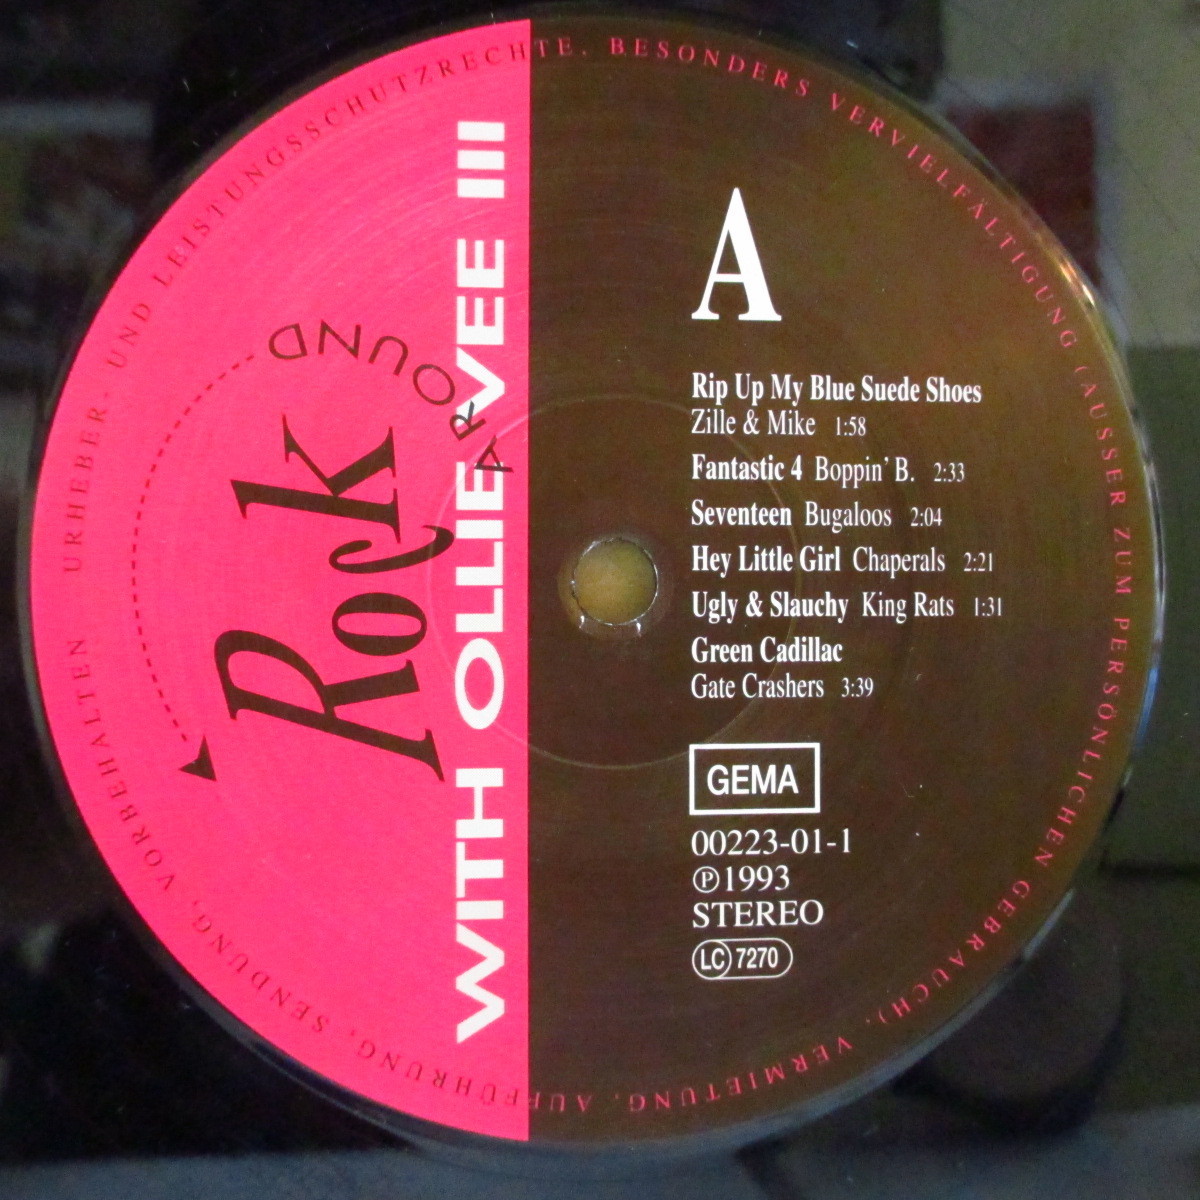 Rock
AROUND
WITH OLLIE VEE III
A
Rip Up My Blue Suede Shoes
Zille & Mike 1:58
Fantastic 4 Boppin' B. 2:33
Seventeen Bugaloos 2:04
Hey Little Girl Chaperals 2:21
Ugly & Slauchy King Rats 1:31
Green Cadillac
Gate Crashers 3:39
GEMA
00223-01-1
℗1993
STEREO
LC 7270
URHEBER- UND LEISTUNGSSCHUTZRECHTE, BESONDERS VERVIELFÄLTIGUNG (AUSSER ZUM PERSÖNLICHEN GEBRAUCH), VERMIETUNG, AUFFÜHRUNG, SENDUNG, VORBEHALTEN